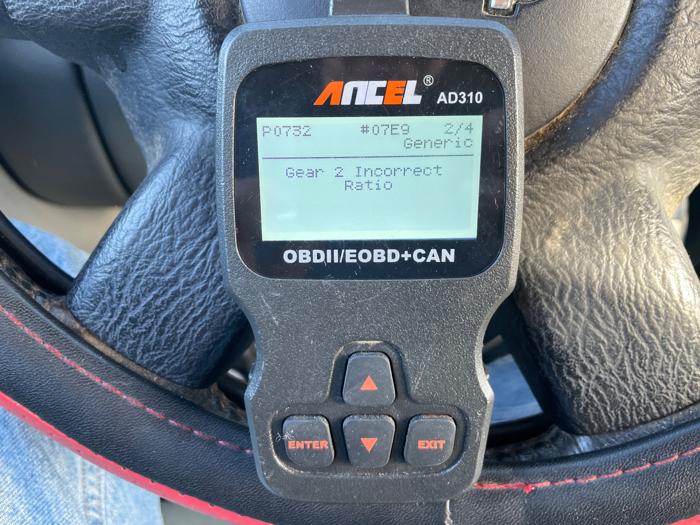 ANCEL® AD310
P0732 #07E9 2/4
Generic
Gear 2 Incorrect
Ratio
OBDII/EOBD+CAN
ENTER EXIT